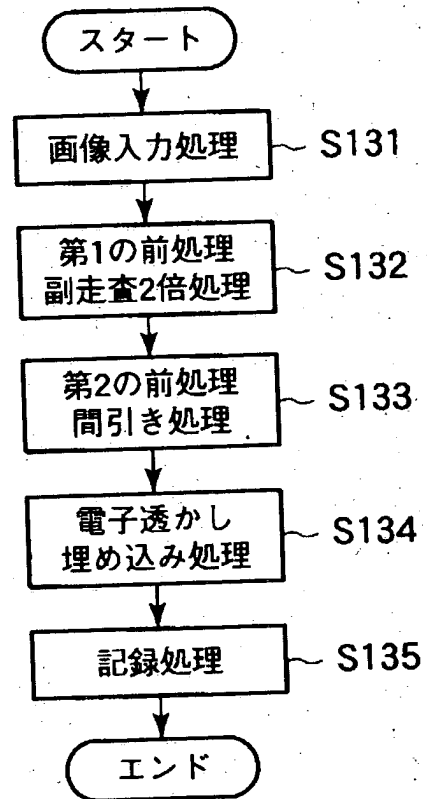 スタート
画像入力処理
S131
第1の前処理
副走査2倍処理
S132
第2の前処理
間引き処理
S133
電子透かし
埋め込み処理
S134
記録処理
S135
エンド